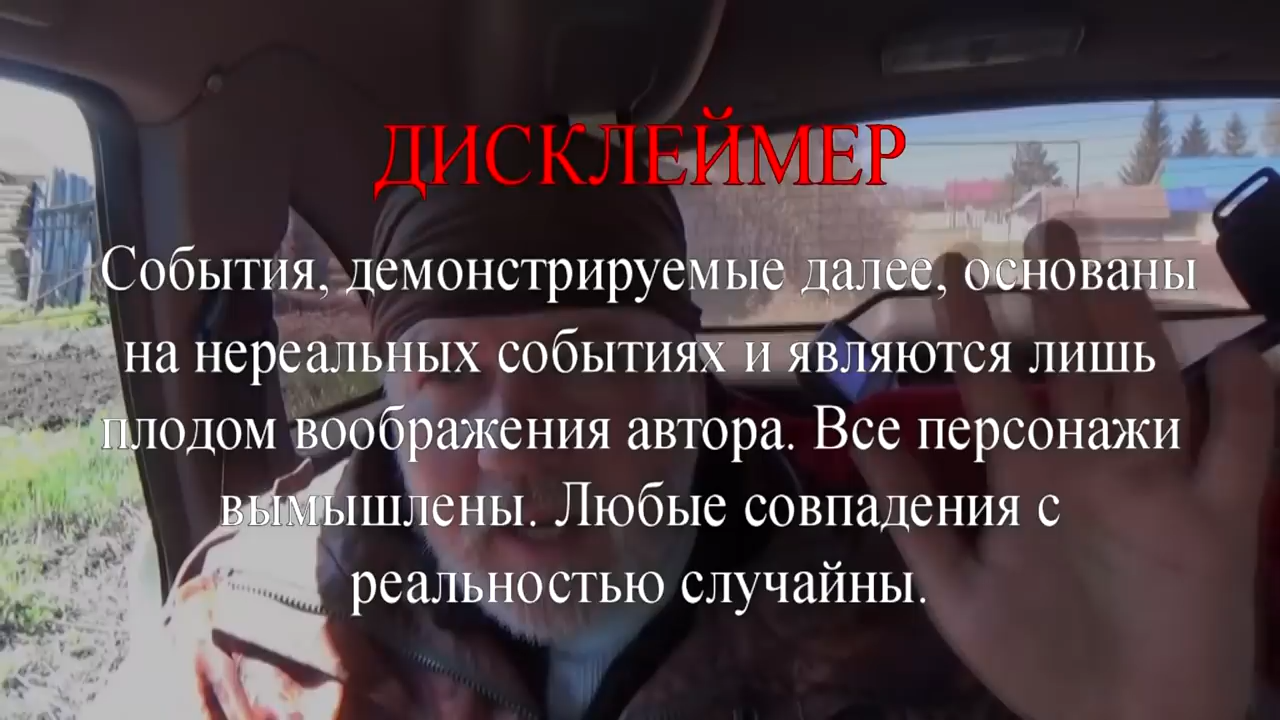 ДИСКЛЕЙМЕР
События, демонстрируемые далее, основаны
на нереальных событиях и являются лишь
плодом воображения автора. Все персонажи
вымышлены. Любые совпадения с
реальностью случайны.